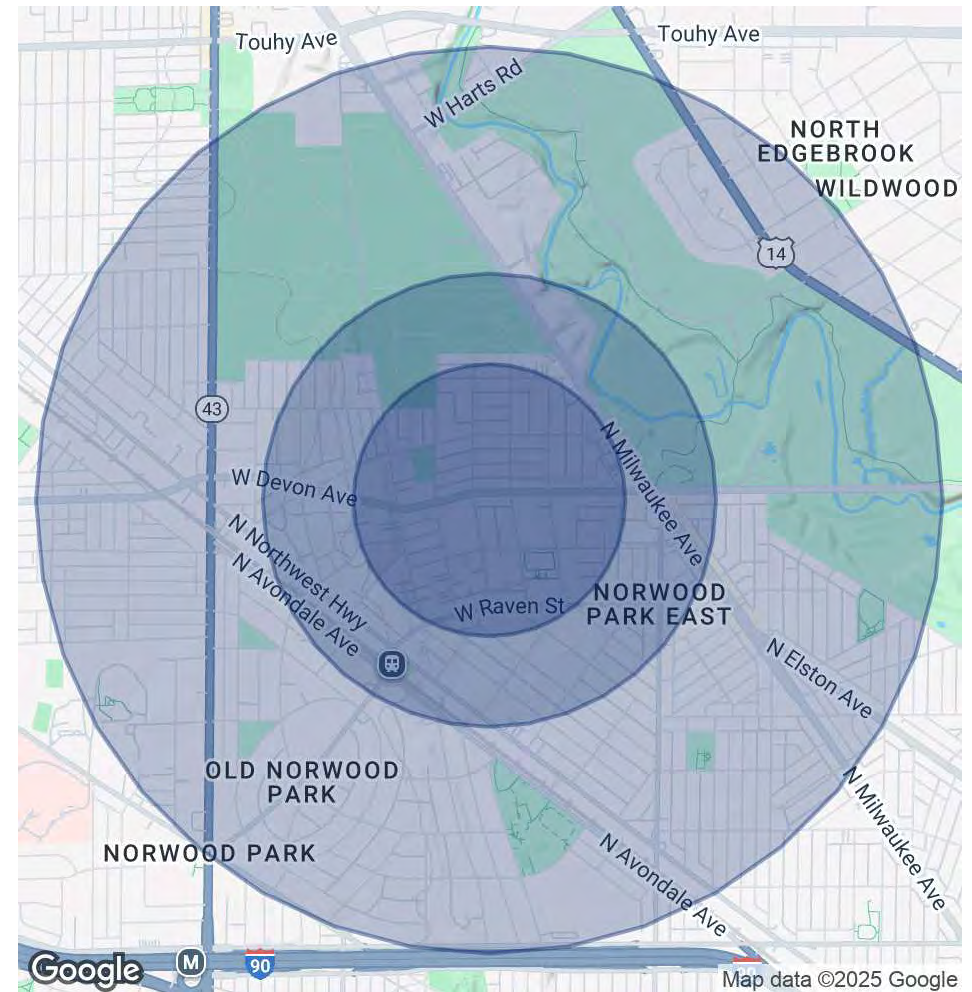 Touhy Ave
Touhy Ave
W Harts Rd
NORTH
EDGEBROOK
WILDWOOD
14
43
W Devon Ave
N Milwaukee Ave
N Northwest Hwy
N Avondale Ave
W Raven St
NORWOOD
PARK EAST
N Elston Ave
OLD NORWOOD
PARK
N Milwaukee Ave
NORWOOD PARK
N Avondale Ave
M
90
Google
Map data ©2025 Google